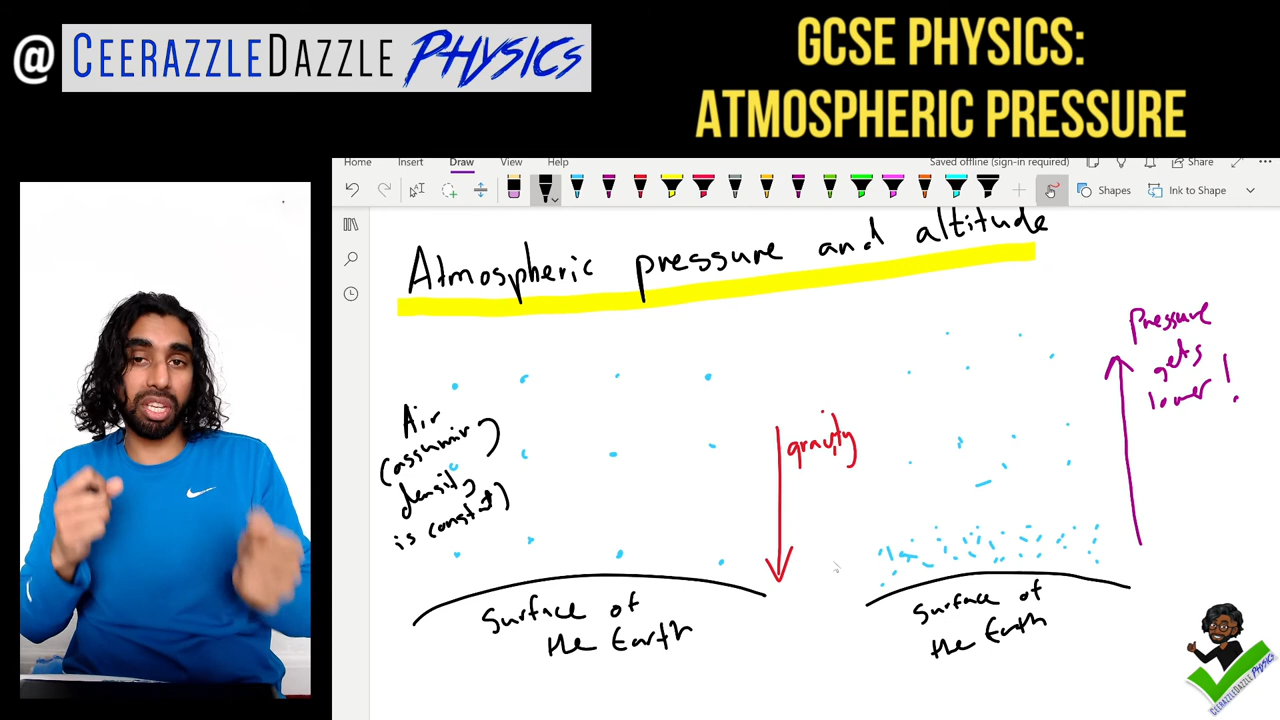 @ CEERAZZLEDAZZLE PHYSICS
GCSE PHYSICS:
ATMOSPHERIC PRESSURE
Home Insert Draw View Help
Saved offline (sign-in required)
Share
Shapes
Ink to Shape
Atmospheric pressure and altitude
Air
(assuming
density
is constant)
gravity
Pressure
gets
lower!
Surface of
the Earth
Surface of
the Earth
CEERAZZLEDAZZLE PHYSICS